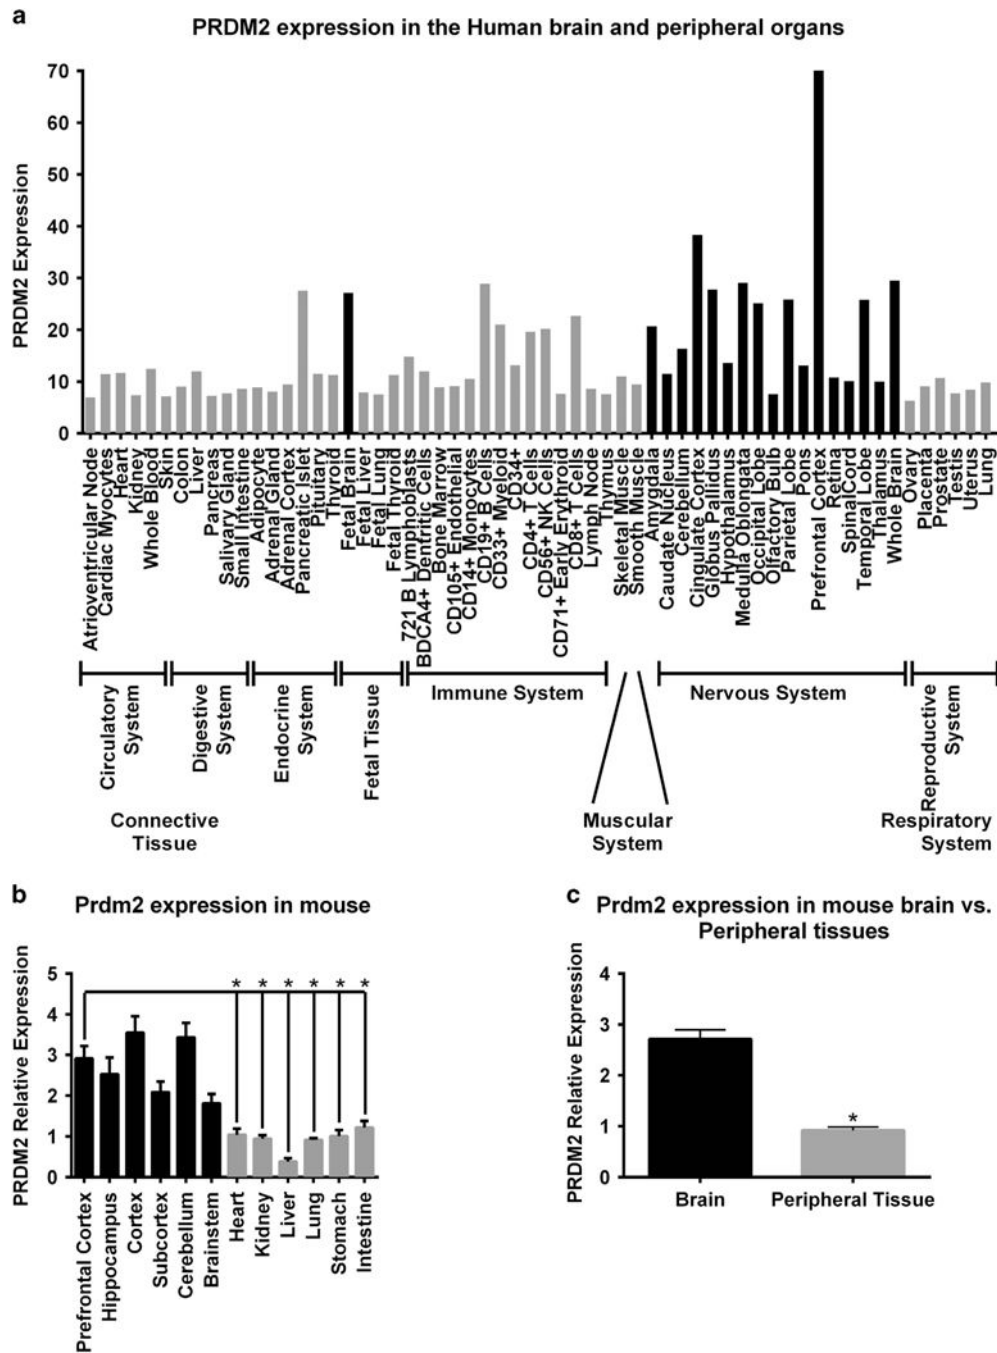 a
PRDM2 expression in the Human brain and peripheral organs
PRDM2 Expression
70
60
50
40
30
20
10
0
Atrioventricular Node
Cardiac Myocytes
Heart
Kidney
Whole Blood
Skin
Colon
Liver
Pancreas
Salivary Gland
Small Intestine
Adipocyte
Adrenal Gland
Adrenal Cortex
Pancreatic Islet
Pituitary
Thyroid
Fetal Brain
Fetal Liver
Fetal Lung
Fetal Thyroid
721 B Lymphoblasts
BDCA4+ Dentritic Cells
Bone Marrow
CD105+ Endothelial
CD14+ Monocytes
CD19+ B Cells
CD33+ Myeloid
CD34+
CD4+ T Cells
CD56+ NK Cells
CD71+ Early Erythroid
CD8+ T Cells
Lymph Node
Thymus
Skeletal Muscle
Smooth Muscle
Amygdala
Caudate Nucleus
Cerebellum
Cingulate Cortex
Globus Pallidus
Hypothalamus
Medulla Oblongata
Occipital Lobe
Olfactory Bulb
Parietal Lobe
Pons
Prefrontal Cortex
Retina
SpinalCord
Temporal Lobe
Thalamus
Whole Brain
Ovary
Placenta
Prostate
Testis
Uterus
Lung
Circulatory
System
Digestive
System
Endocrine
System
Fetal Tissue
Immune System
Nervous System
Reproductive
System
Connective
Tissue
Muscular
System
Respiratory
System
b
Prdm2 expression in mouse
PRDM2 Relative Expression
5
4
3
2
1
0
* * * * * *
Prefrontal Cortex
Hippocampus
Cortex
Subcortex
Cerebellum
Brainstem
Heart
Kidney
Liver
Lung
Stomach
Intestine
c
Prdm2 expression in mouse brain vs.
Peripheral tissues
PRDM2 Relative Expression
4
3
2
1
0
*
Brain
Peripheral Tissue